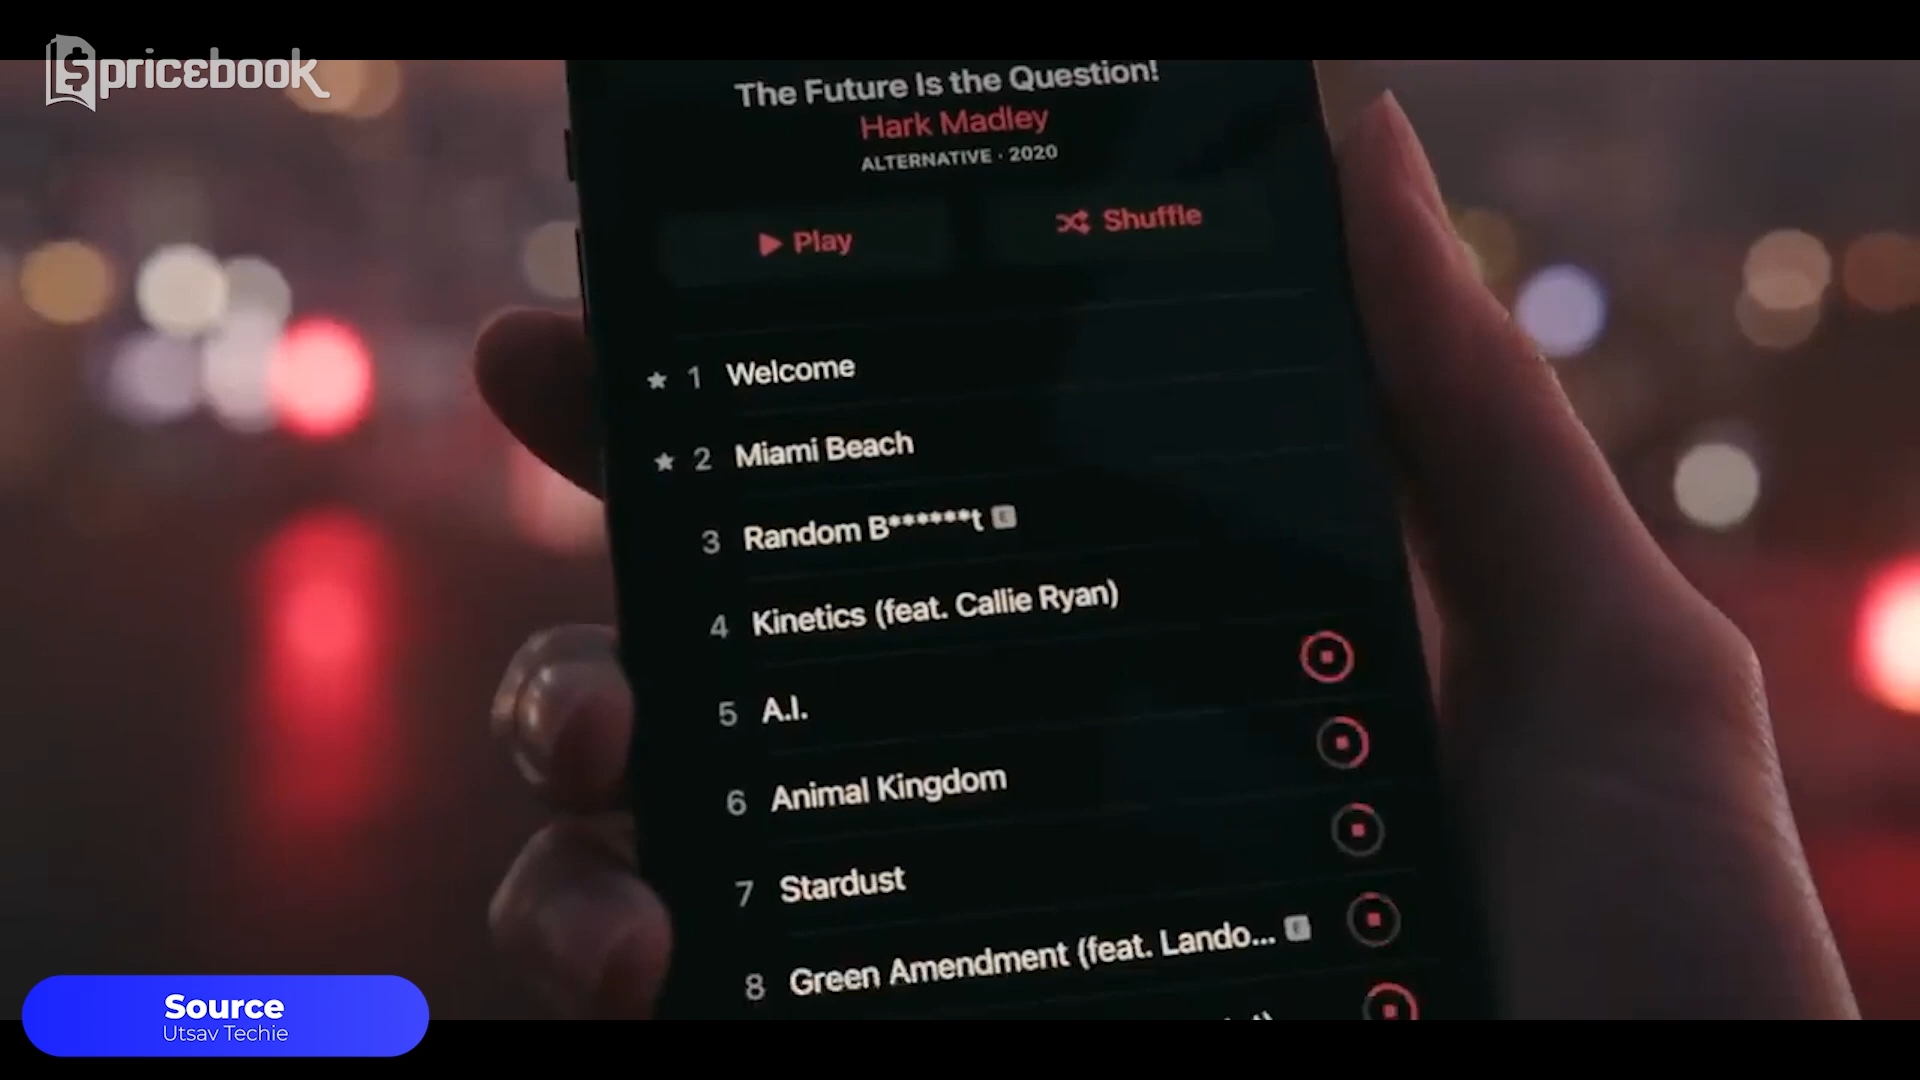 pricebook
The Future Is the Question!
Hark Madley
ALTERNATIVE · 2020
Play
Shuffle
★ 1 Welcome
★ 2 Miami Beach
3 Random B******t E
4 Kinetics (feat. Callie Ryan)
5 A.I.
6 Animal Kingdom
7 Stardust
8 Green Amendment (feat. Lando... E
Source
Utsav Techie